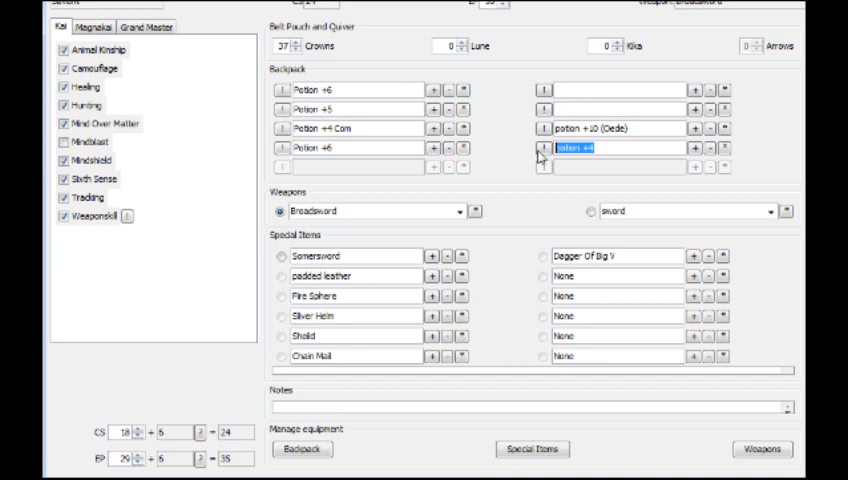 Kai Magnakai Grand Master
Animal Kinship
Camouflage
Healing
Hunting
Mind Over Matter
Mindblast
Mindshield
Sixth Sense
Tracking
Weaponskill
CS 18 + 6 ? = 24
EP 29 + 6 ? = 35
Belt Pouch and Quiver
37 Crowns 0 Lune 0 Kika 0 Arrows
Backpack
! Potion +6 + - * ! + - *
! Potion +5 + - * ! + - *
! Potion +4 Com + - * ! potion +10 (Dede) + - *
! Potion +6 + - * ! potion +4 + - *
! + - * ! + - *
Weapons
Broadsword * sword *
Special Items
Somersword + - * Dagger Of Big V + - *
padded leather + - * None + - *
Fire Sphere + - * None + - *
Silver Helm + - * None + - *
Sheild + - * None + - *
Chain Mail + - * None + - *
Notes
Manage equipment
Backpack Special Items Weapons